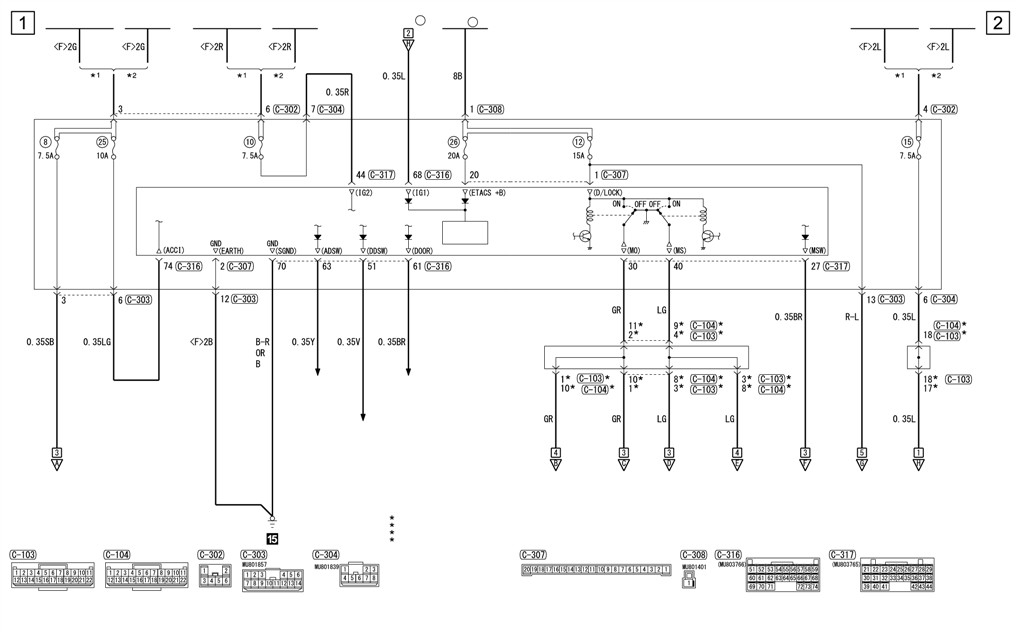 1
2
<F>2G
<F>2G
<F>2R
<F>2R
<F>2L
<F>2L
*1
*2
*1
*2
*1
*2
2
H
0.35L
8B
0.35R
3
6 C-302
7 C-304
1 C-308
4 C-302
8
7.5A
25
10A
10
7.5A
26
20A
12
15A
15
7.5A
44 C-317
68 C-316
20
1 C-307
(IG2)
(IG1)
(ETACS +B)
(D/LOCK)
ON
OFF OFF
ON
(ACC1)
GND
(EARTH)
GND
(SGND)
(ADSW)
(DDSW)
(DOOR)
(MO)
(MS)
(MSW)
74 C-316
2 C-307
70
63
51
61 C-316
30
40
27 C-317
3
6 C-303
12 C-303
13 C-303
6 C-304
0.35SB
0.35LG
<F>2B
B-R
OR
B
0.35Y
0.35V
0.35BR
GR
LG
0.35BR
R-L
0.35L
11*
2*
9* C-104*
4* C-103*
C-104*
18 C-103*
1* C-103*
10* C-104*
10*
1*
8* C-104*
3* C-103*
3* C-103*
8* C-104*
18* C-103
17*
GR
GR
LG
LG
0.35L
3
A
4
B
3
C
3
D
4
E
3
F
5
G
1
H
15
*
*
*
*
C-103
1 2 3 4 5 6 7 8 9 10 11
12 13 14 15 16 17 18 19 20 21 22
C-104
1 2 3 4 5 6 7 8 9 10 11
12 13 14 15 16 17 18 19 20 21 22
C-302
1 2
3 4 5 6
C-303
MU801857
1 2 3 4 5 6
7 8 9 10 11 12 13 14
C-304
MU801839
1 2 3
4 5 6 7 8
C-307
20 19 18 17 16 15 14 13 12 11 10 9 8 7 6 5 4 3 2 1
C-308
MU801401
1
C-316
(MU803766)
51 52 53 54 55 56 57 58 59
60 61 62 63 64 65 66 67 68
69 70 71 72 73 74
C-317
(MU803765)
21 22 23 24 25 26 27 28 29
30 31 32 33 34 35 36 37 38
39 40 41 42 43 44